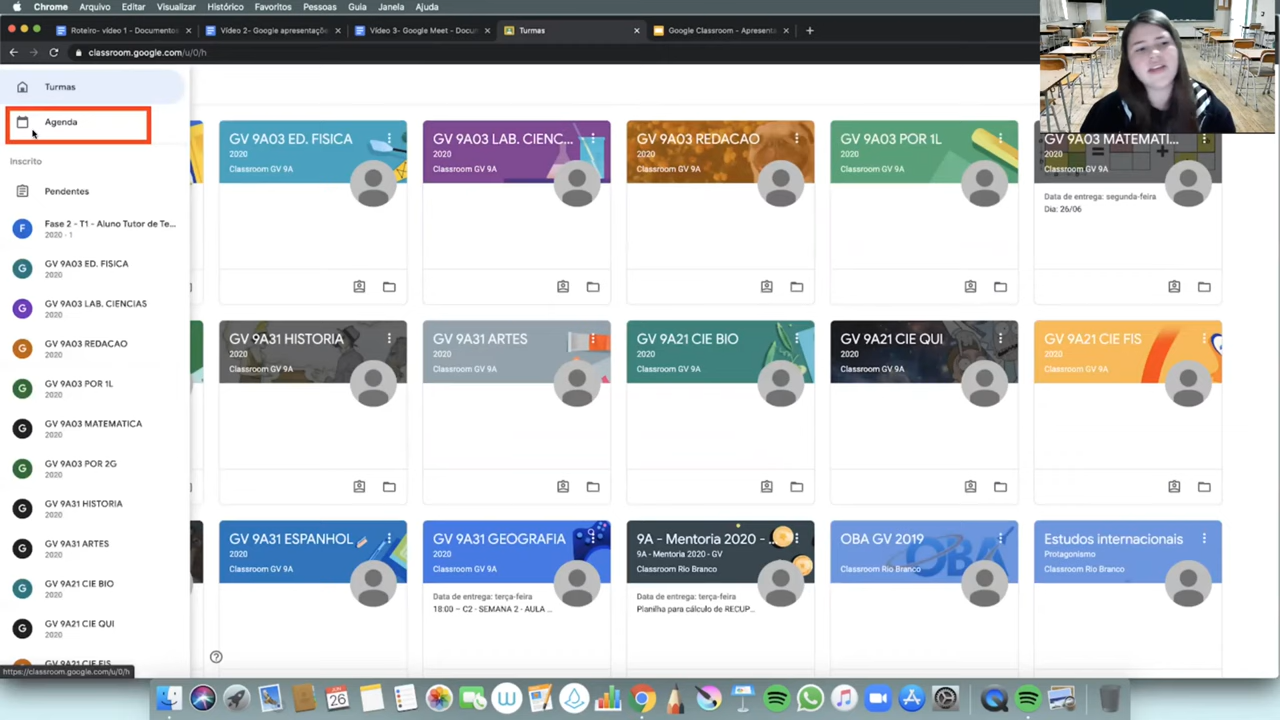 Chrome Arquivo Editar Visualizar Histórico Favoritos Pessoas Guia Janela Ajuda
Roteiro- vídeo 1 - Documentos
Vídeo 2- Google apresentaçõe
Vídeo 3- Google Meet - Docum
Turmas
Google Classroom - Apresenta
classroom.google.com/u/0/h
Turmas
Agenda
Inscrito
Pendentes
F
Fase 2 - T1 - Aluno Tutor de Te...
2020 - 1
G
GV 9A03 ED. FISICA
2020
G
GV 9A03 LAB. CIENCIAS
2020
G
GV 9A03 REDACAO
2020
G
GV 9A03 POR 1L
2020
G
GV 9A03 MATEMATICA
2020
G
GV 9A03 POR 2G
2020
G
GV 9A31 HISTORIA
2020
G
GV 9A31 ARTES
2020
G
GV 9A21 CIE BIO
2020
G
GV 9A21 CIE QUI
2020
GV 9A21 CIE FIS
https://classroom.google.com/u/0/h
GV 9A03 ED. FISICA
2020
Classroom GV 9A
GV 9A03 LAB. CIENC...
2020
Classroom GV 9A
GV 9A03 REDACAO
2020
Classroom GV 9A
GV 9A03 POR 1L
2020
Classroom GV 9A
GV 9A03 MATEMATI...
2020
Classroom GV 9A
Data de entrega: segunda-feira
Dia: 26/06
GV 9A31 HISTORIA
2020
Classroom GV 9A
GV 9A31 ARTES
2020
Classroom GV 9A
GV 9A21 CIE BIO
2020
Classroom GV 9A
GV 9A21 CIE QUI
2020
Classroom GV 9A
GV 9A21 CIE FIS
2020
Classroom GV 9A
GV 9A31 ESPANHOL
2020
Classroom GV 9A
GV 9A31 GEOGRAFIA
2020
Classroom GV 9A
Data de entrega: terça-feira
18:00 – C2 - SEMANA 2 - AULA ...
9A - Mentoria 2020 - ...
9A - Mentoria 2020 - GV
Classroom Rio Branco
Data de entrega: terça-feira
Planilha para cálculo de RECUP...
OBA GV 2019
Classroom Rio Branco
OBA
Estudos internacionais
Protagonismo
Classroom Rio Branco
26